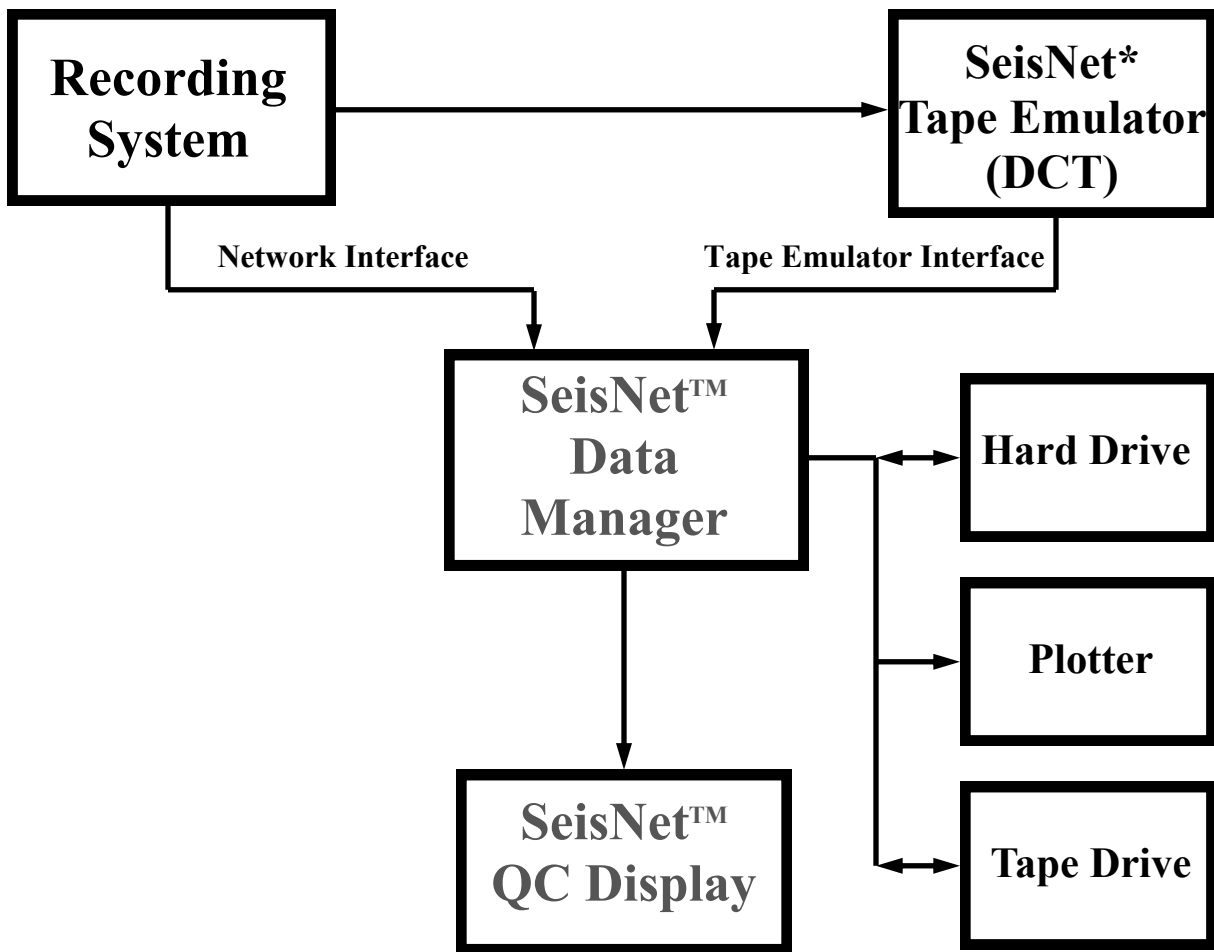 Recording
System
SeisNet*
Tape Emulator
(DCT)
Network Interface
Tape Emulator Interface
SeisNet™
Data
Manager
Hard Drive
Plotter
SeisNet™
QC Display
Tape Drive